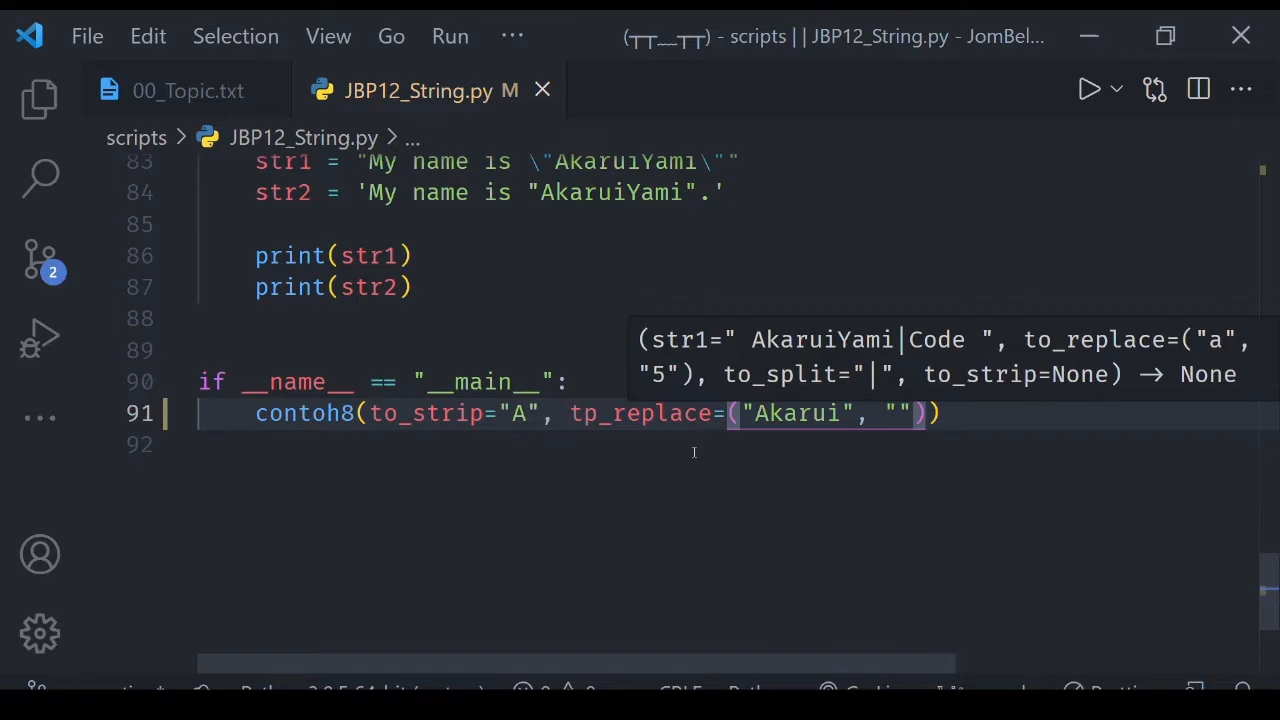 File Edit Selection View Go Run ··· (┬┬﹏┬┬) - scripts || JBP12_String.py - JomBel...
00_Topic.txt JBP12_String.py M
scripts > JBP12_String.py > ...
83 str1 = "My name is \"AkaruiYami\""
84 str2 = 'My name is "AkaruiYami".'
85
86 print(str1)
87 print(str2)
88
(str1=" AkaruiYami|Code ", to_replace=("a",
89
"5"), to_split="|", to_strip=None) -> None
90 if __name__ == "__main__":
91 contoh8(to_strip="A", tp_replace=("Akarui", ""))
92
2